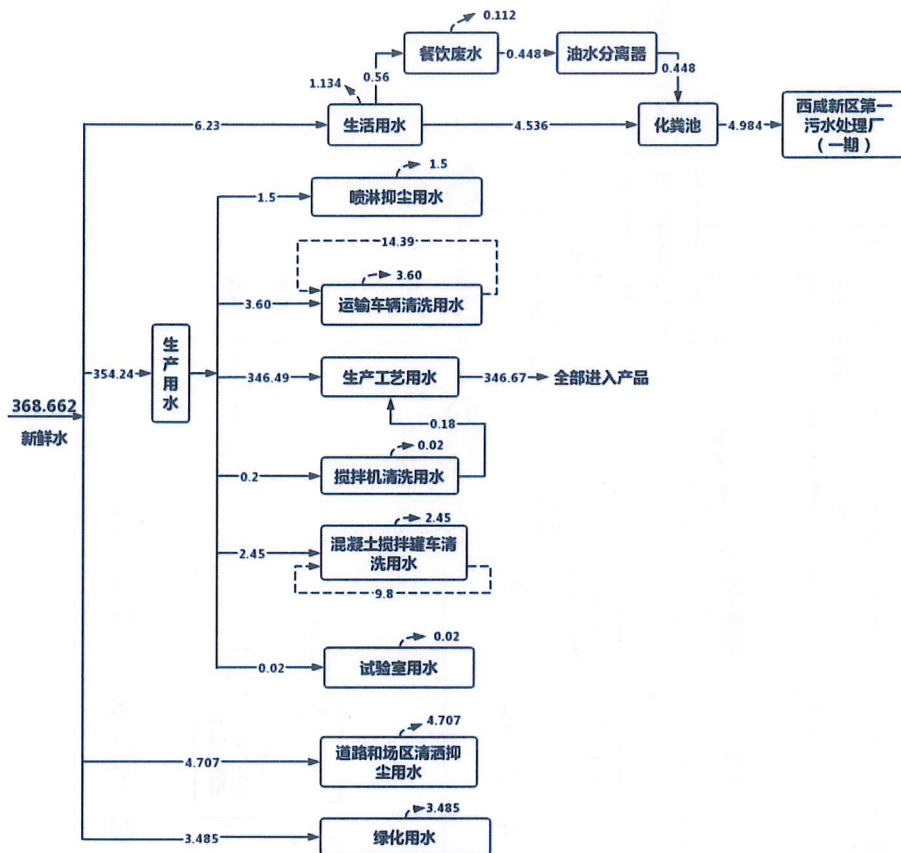 0.112
餐饮废水
0.448
油水分离器
0.56
0.448
1.134
6.23
生活用水
4.536
化粪池
4.984
西咸新区第一
污水处理厂
（一期）
1.5
1.5
喷淋抑尘用水
14.39
3.60
3.60
运输车辆清洗用水
生
产
用
水
354.24
346.49
生产工艺用水
346.67
全部进入产品
368.662
新鲜水
0.18
0.02
0.2
搅拌机清洗用水
2.45
2.45
混凝土搅拌罐车清
洗用水
9.8
0.02
0.02
试验室用水
4.707
4.707
道路和场区清洒抑
尘用水
3.485
3.485
绿化用水